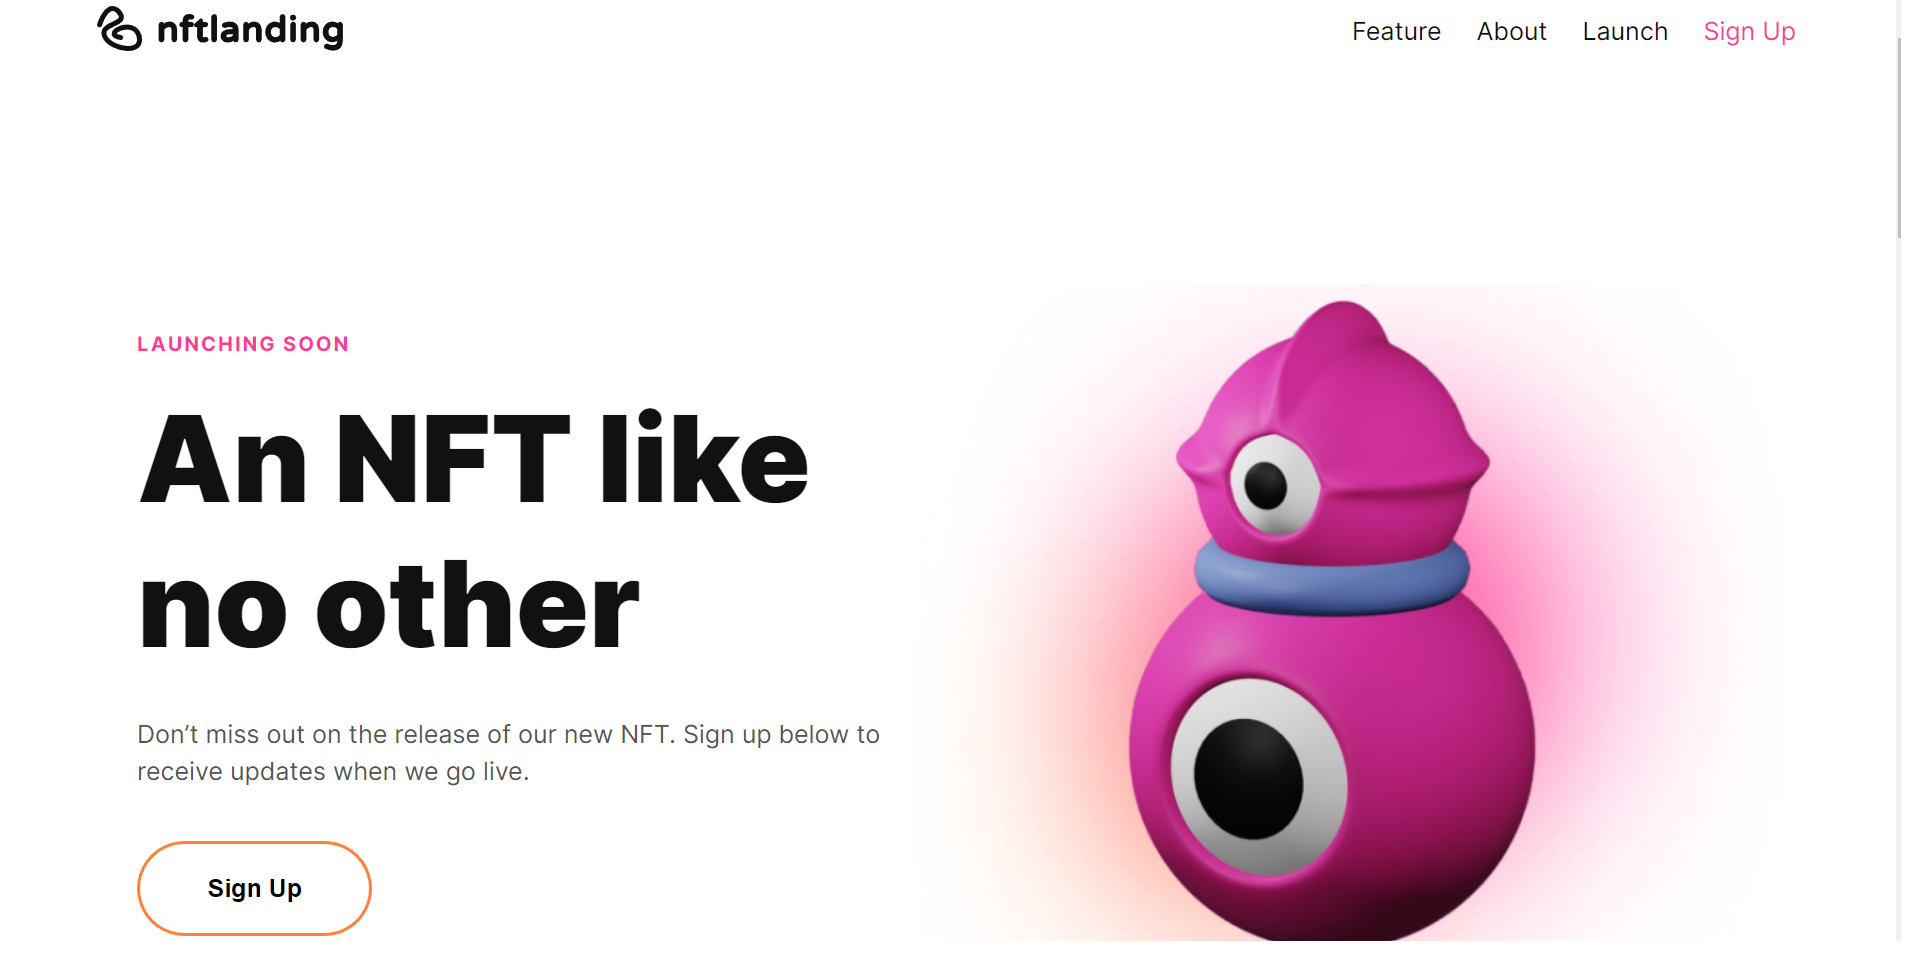 nftlanding
Feature About Launch Sign Up
LAUNCHING SOON
An NFT like
no other
Don’t miss out on the release of our new NFT. Sign up below to
receive updates when we go live.
Sign Up